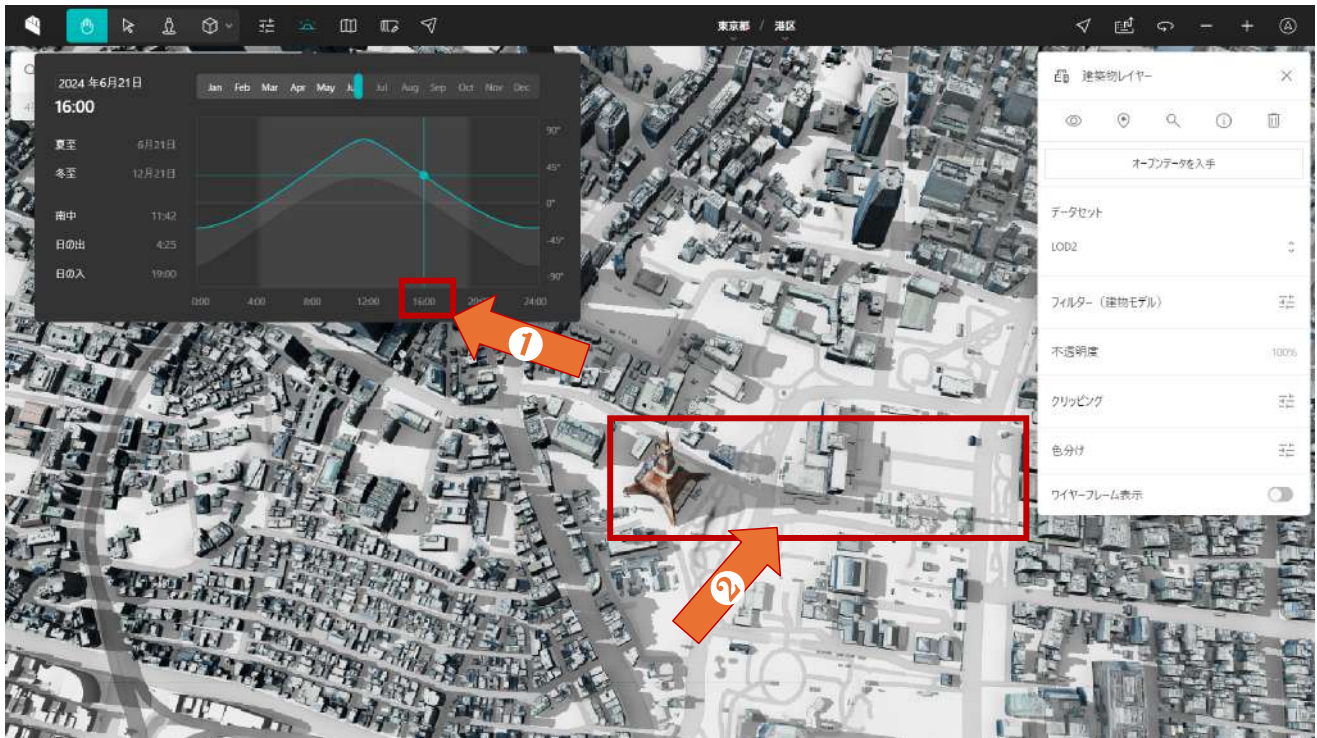 東京都 / 港区
2024 年6月21日
16:00
Jan Feb Mar Apr May Jul Aug Sep Oct Nov Dec
夏至 6月21日
冬至 12月21日
南中 11:42
日の出 4:25
日の入 19:00
90°
45°
0°
-45°
-90°
0:00 4:00 8:00 12:00 16:00 24:00
1
2
建築物レイヤー
オープンデータを入手
データセット
LOD2
フィルター（建物モデル）
不透明度 100%
クリッピング
色分け
ワイヤーフレーム表示